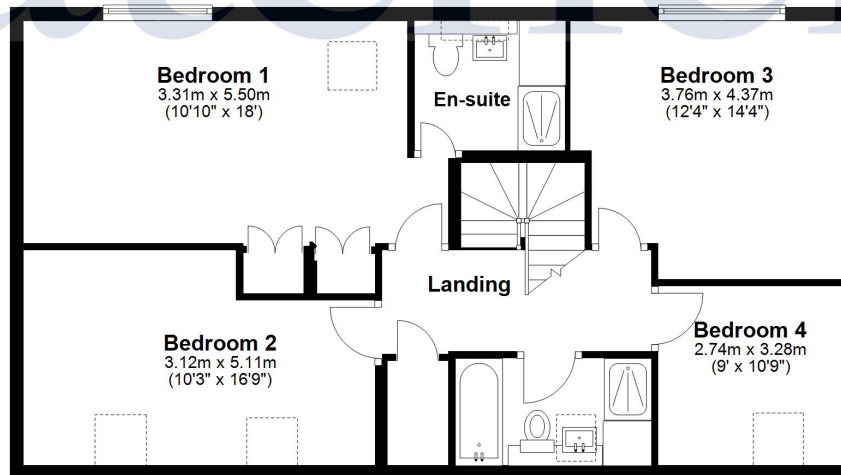 Bedroom 1
3.31m x 5.50m
(10'10" x 18')
En-suite
Bedroom 3
3.76m x 4.37m
(12'4" x 14'4")
Landing
Bedroom 2
3.12m x 5.11m
(10'3" x 16'9")
Bedroom 4
2.74m x 3.28m
(9' x 10'9")